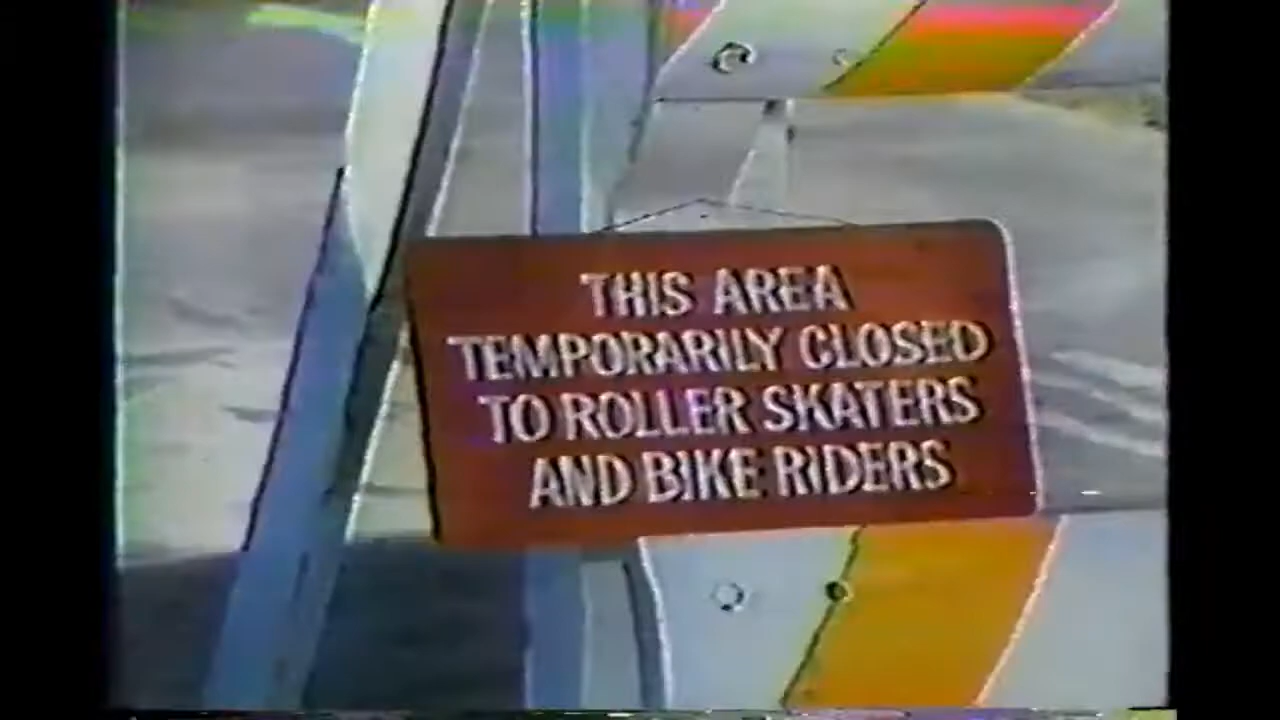 THIS AREA
TEMPORARILY CLOSED
TO ROLLER SKATERS
AND BIKE RIDERS